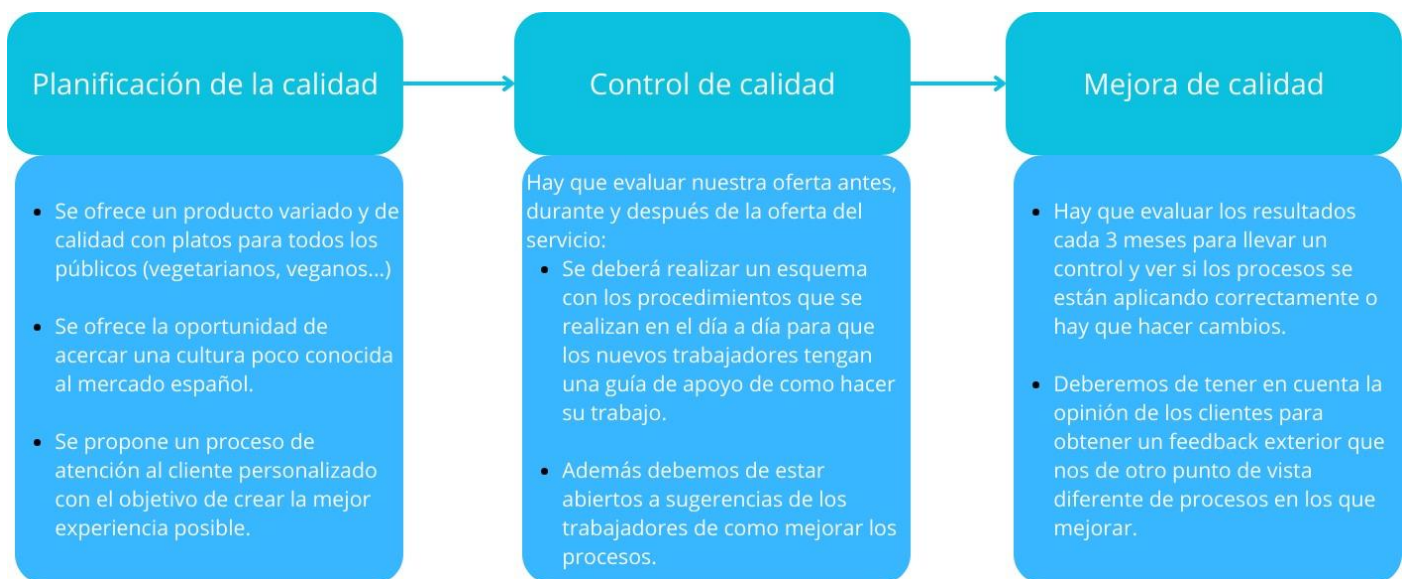 Planificación de la calidad
Se ofrece un producto variado y de
calidad con platos para todos los
públicos (vegetarianos, veganos...)
Se ofrece la oportunidad de
acercar una cultura poco conocida
al mercado español.
Se propone un proceso de
atención al cliente personalizado
con el objetivo de crear la mejor
experiencia posible.
Control de calidad
Hay que evaluar nuestra oferta antes,
durante y después de la oferta del
servicio:
Se deberá realizar un esquema
con los procedimientos que se
realizan en el día a día para que
los nuevos trabajadores tengan
una guía de apoyo de como hacer
su trabajo.
Además debemos de estar
abiertos a sugerencias de los
trabajadores de como mejorar los
procesos.
Mejora de calidad
Hay que evaluar los resultados
cada 3 meses para llevar un
control y ver si los procesos se
están aplicando correctamente o
hay que hacer cambios.
Deberemos de tener en cuenta la
opinión de los clientes para
obtener un feedback exterior que
nos de otro punto de vista
diferente de procesos en los que
mejorar.